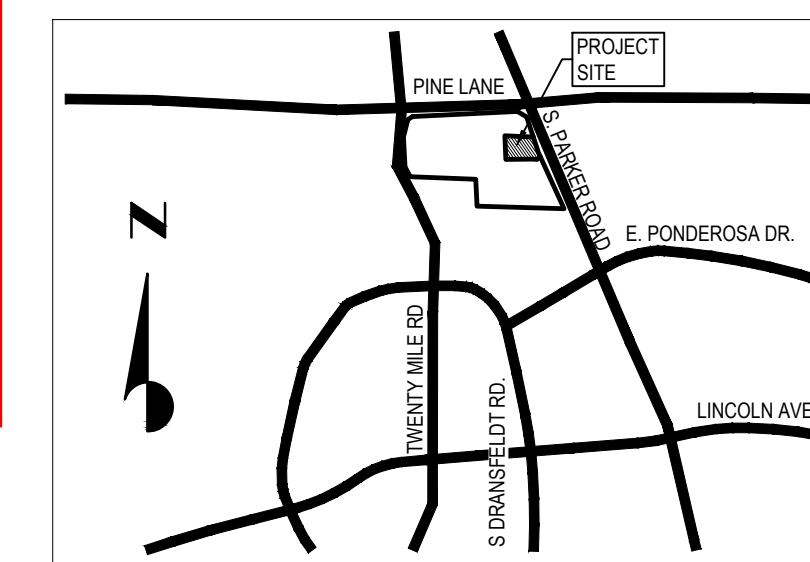 PROJECT
SITE
PINE LANE
S. PARKER ROAD
E. PONDEROSA DR.
N
TWENTY MILE RD
S DRANSFELDT RD.
LINCOLN AVE